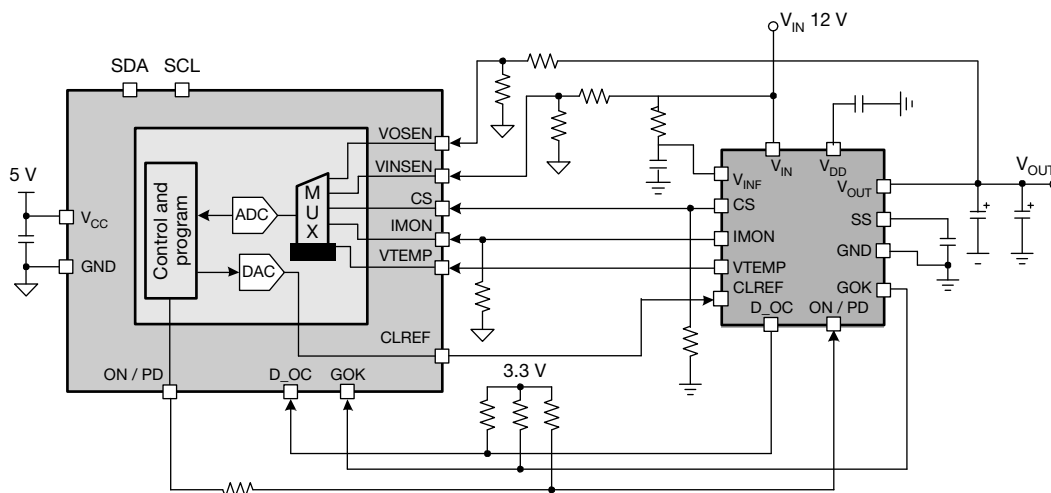 V_IN 12 V
SDA
SCL
VOSEN
VINSEN
CS
IMON
VTEMP
CLREF
5 V
V_CC
GND
Control and
program
ADC
DAC
MUX
ON / PD
D_OC
GOK
3.3 V
V_IN
V_DD
V_INF
CS
IMON
VTEMP
CLREF
D_OC
ON / PD
V_OUT
SS
GND
GOK
V_OUT
+
+